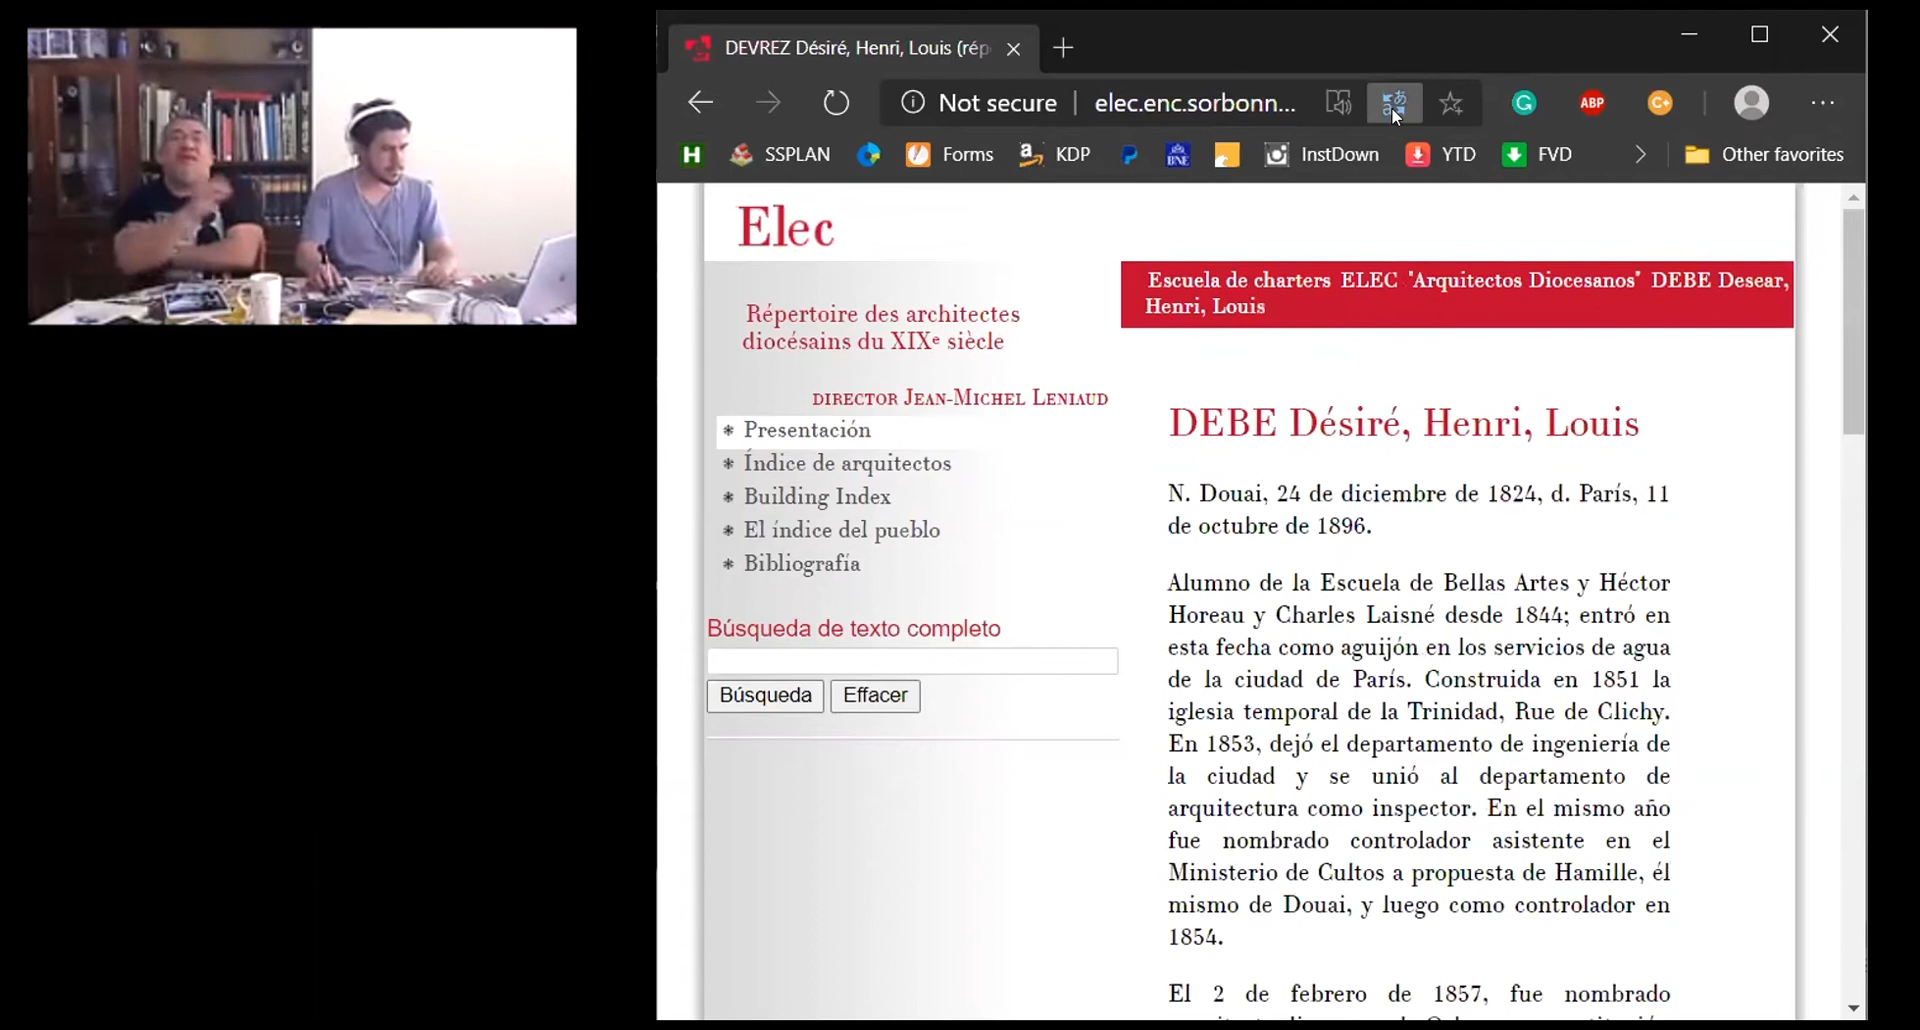 DEVREZ Désiré, Henri, Louis (rép
Not secure
elec.enc.sorbonn...
ABP
SSPLAN
Forms
KDP
BNE
InstDown
YTD
FVD
Other favorites
Elec
Répertoire des architectes
diocésains du XIXe siècle
DIRECTOR JEAN-MICHEL LENIAUD
* Presentación
* Índice de arquitectos
* Building Index
* El índice del pueblo
* Bibliografía
Búsqueda de texto completo
Búsqueda
Effacer
Escuela de charters ELEC "Arquitectos Diocesanos" DEBE Desear,
Henri, Louis
DEBE Désiré, Henri, Louis
N. Douai, 24 de diciembre de 1824, d. París, 11
de octubre de 1896.
Alumno de la Escuela de Bellas Artes y Héctor
Horeau y Charles Laisné desde 1844; entró en
esta fecha como aguijón en los servicios de agua
de la ciudad de París. Construida en 1851 la
iglesia temporal de la Trinidad, Rue de Clichy.
En 1853, dejó el departamento de ingeniería de
la ciudad y se unió al departamento de
arquitectura como inspector. En el mismo año
fue nombrado controlador asistente en el
Ministerio de Cultos a propuesta de Hamille, él
mismo de Douai, y luego como controlador en
1854.
El 2 de febrero de 1857, fue nombrado